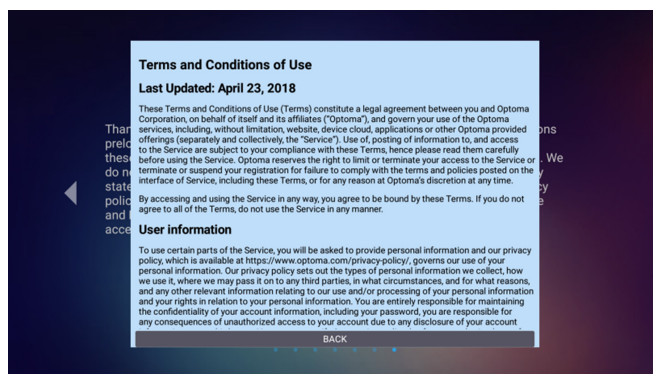 Terms and Conditions of Use
Last Updated: April 23, 2018
These Terms and Conditions of Use (Terms) constitute a legal agreement between you and Optoma
Corporation, on behalf of itself and its affiliates ("Optoma"), and govern your use of the Optoma
services, including, without limitation, website, device cloud, applications or other Optoma provided
offerings (separately and collectively, the "Service"). Use of, posting of information to, and access
to the Service are subject to your compliance with these Terms, hence please read them carefully
before using the Service. Optoma reserves the right to limit or terminate your access to the Service or
terminate or suspend your registration for failure to comply with the terms and policies posted on the
interface of Service, including these Terms, or for any reason at Optoma's discretion at any time.
By accessing and using the Service in any way, you agree to be bound by these Terms. If you do not
agree to all of the Terms, do not use the Service in any manner.
User information
To use certain parts of the Service, you will be asked to provide personal information and our privacy
policy, which is available at https://www.optoma.com/privacy-policy/, governs our use of your
personal information. Our privacy policy sets out the types of personal information we collect, how
we use it, where we may pass it on to any third parties, in what circumstances, and for what reasons,
and any other relevant information relating to our use and/or processing of your personal information
and your rights in relation to your personal information. You are entirely responsible for maintaining
the confidentiality of your account information, including your password, you are responsible for
any consequences of unauthorized access to your account due to any disclosure of your account
BACK